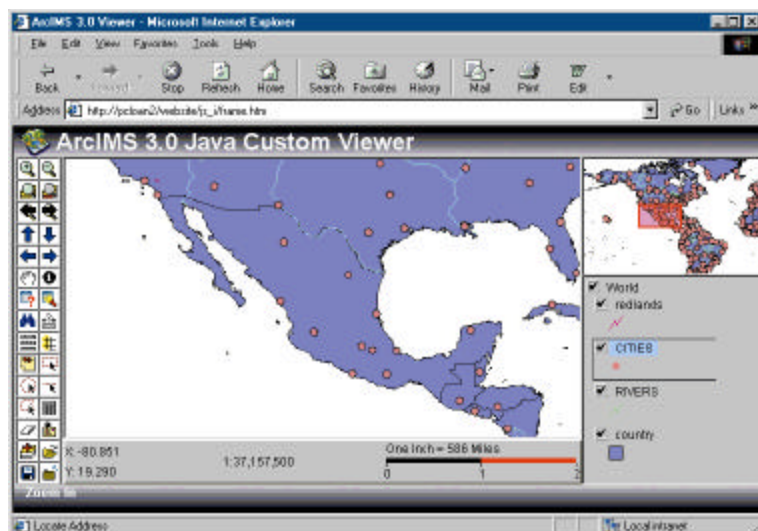 ArcIMS 3.0 Viewer - Microsoft Internet Explorer
File Edit View Favorites Tools Help
Back Forward Stop Refresh Home Search Favorites History Mail Print Edit
Address http://pcloan2/website/js_i/frame.htm Go Links »
ArcIMS 3.0 Java Custom Viewer
World
redlands
CITIES
RIVERS
country
X: -80.851
Y: 19.290
1:37,157,500
One Inch = 586 Miles
0 1 2
Zoom In
Locate Address
Local intranet